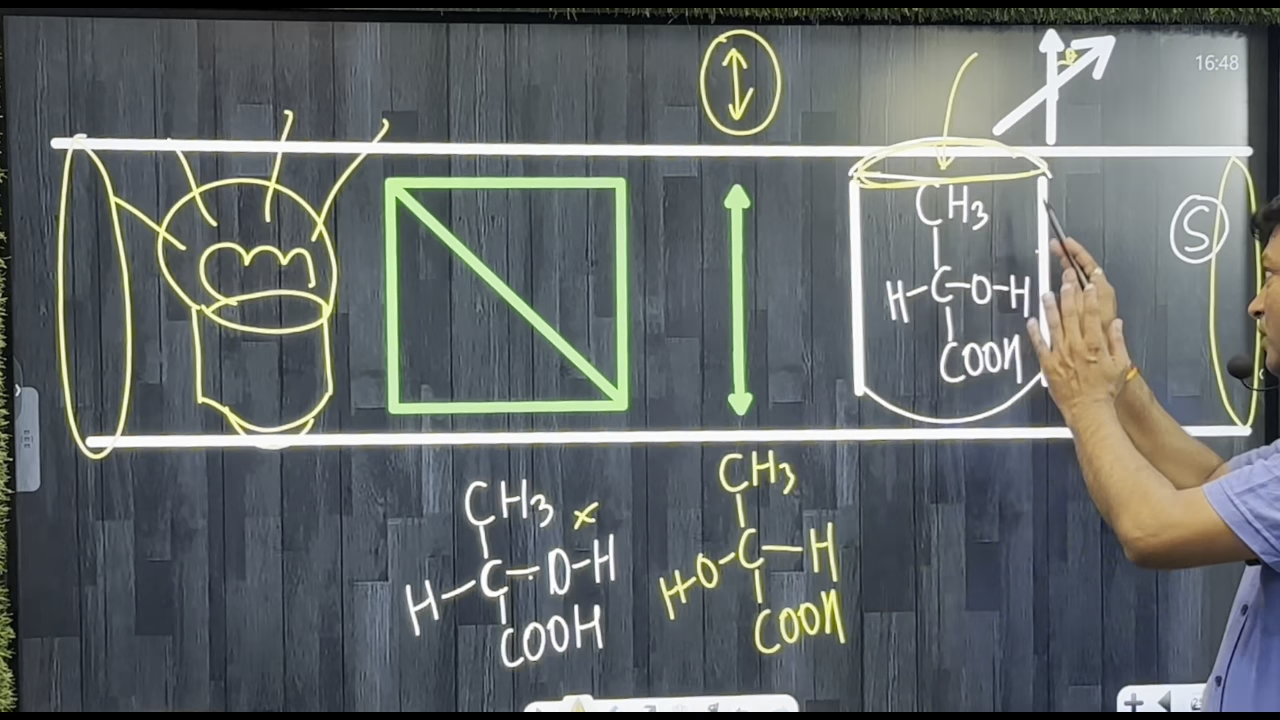 16:48
θ
CH3
H-C-O-H
COOH
S
CH3 x
H-C-O-H
COOH
CH3
HO-C-H
COOH